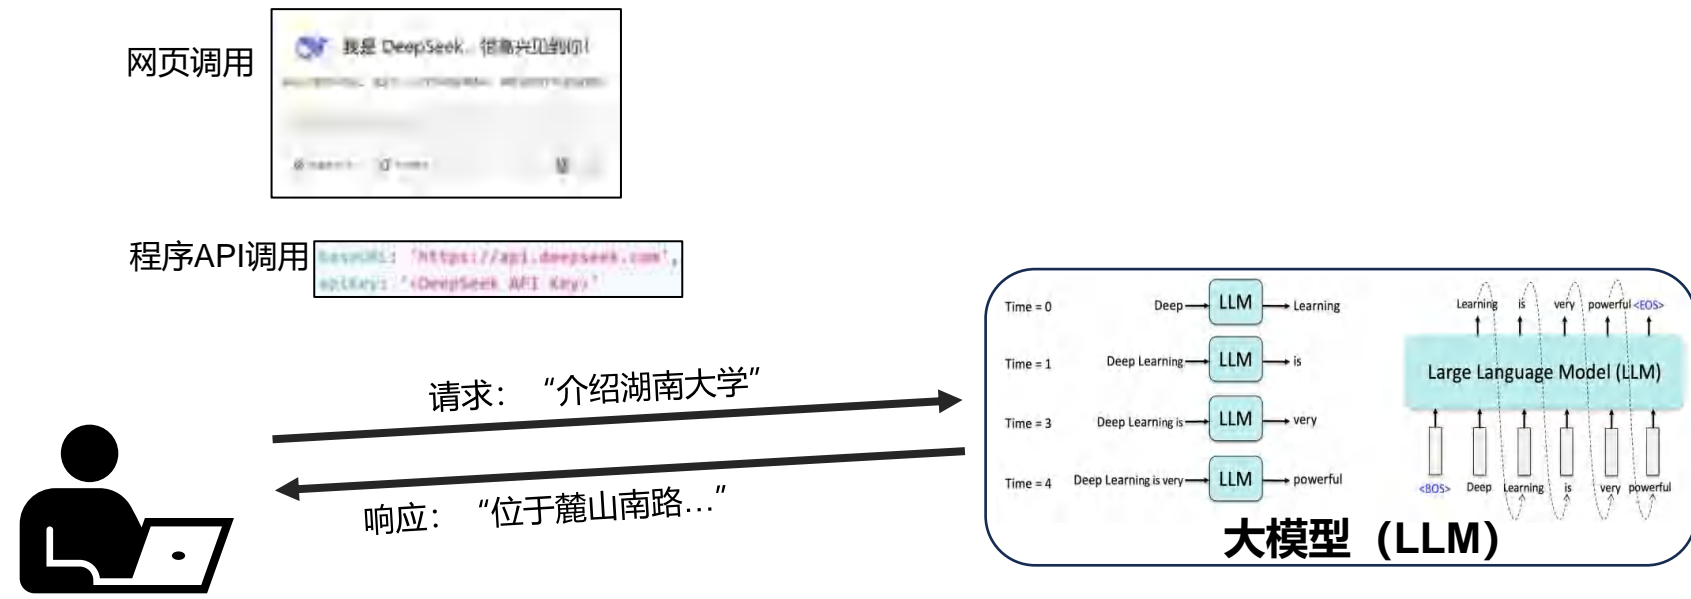 网页调用
我是 DeepSeek，很高兴见到你！
程序API调用
baseURL: 'https://api.deepseek.com',
apiKey: '<DeepSeek API Key>'
请求：“介绍湖南大学”
响应：“位于麓山南路…”
Time = 0 Deep LLM Learning
Time = 1 Deep Learning LLM is
Time = 3 Deep Learning is LLM very
Time = 4 Deep Learning is very LLM powerful
Learning is very powerful <EOS>
Large Language Model (LLM)
<BOS> Deep Learning is very powerful
大模型（LLM）